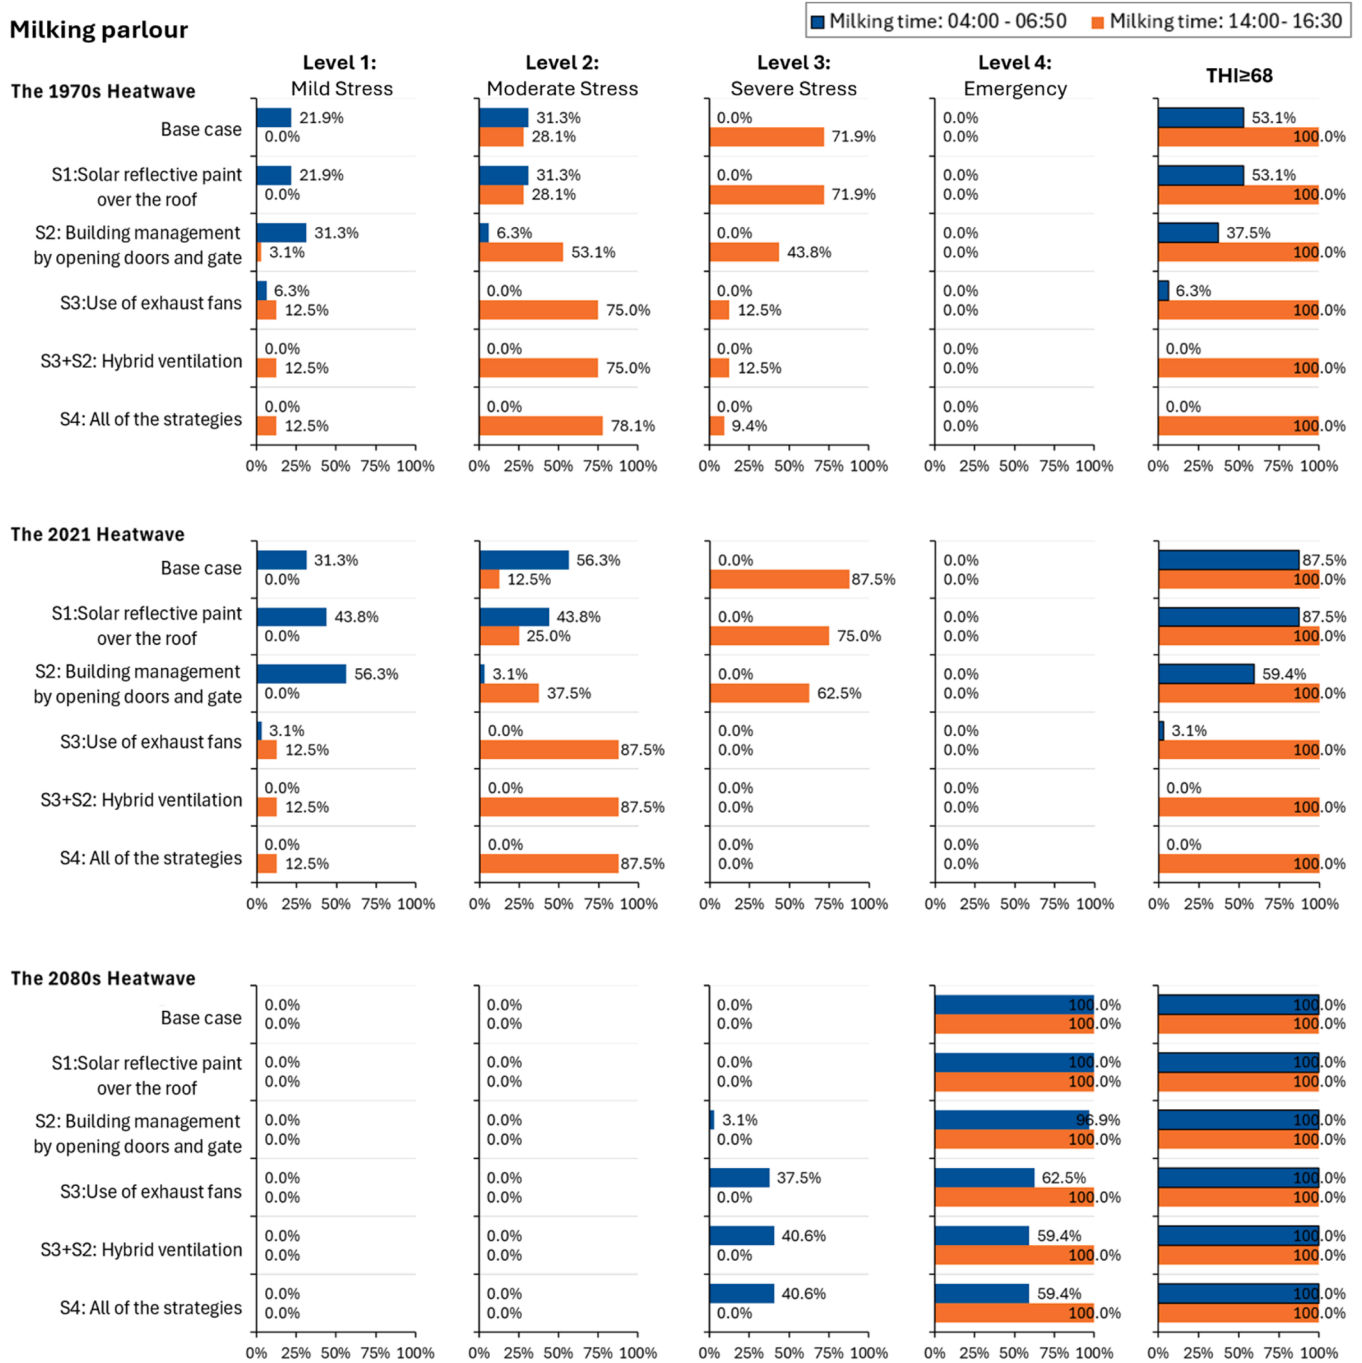 Milking parlour
Milking time: 04:00 - 06:50
Milking time: 14:00- 16:30
Level 1:
Mild Stress
Level 2:
Moderate Stress
Level 3:
Severe Stress
Level 4:
Emergency
THI≥68
The 1970s Heatwave
Base case
21.9% 31.3% 0.0% 0.0% 53.1%
0.0% 28.1% 71.9% 0.0% 100.0%
S1:Solar reflective paint
over the roof
21.9% 31.3% 0.0% 0.0% 53.1%
0.0% 28.1% 71.9% 0.0% 100.0%
S2: Building management
by opening doors and gate
31.3% 6.3% 0.0% 0.0% 37.5%
3.1% 53.1% 43.8% 0.0% 100.0%
S3:Use of exhaust fans
6.3% 0.0% 0.0% 0.0% 6.3%
12.5% 75.0% 12.5% 0.0% 100.0%
S3+S2: Hybrid ventilation
0.0% 0.0% 0.0% 0.0% 0.0%
12.5% 75.0% 12.5% 0.0% 100.0%
S4: All of the strategies
0.0% 0.0% 0.0% 0.0% 0.0%
12.5% 78.1% 9.4% 0.0% 100.0%
0% 25% 50% 75% 100% 0% 25% 50% 75% 100% 0% 25% 50% 75% 100% 0% 25% 50% 75% 100% 0% 25% 50% 75% 100%
The 2021 Heatwave
Base case
31.3% 56.3% 0.0% 0.0% 87.5%
0.0% 12.5% 87.5% 0.0% 100.0%
S1:Solar reflective paint
over the roof
43.8% 43.8% 0.0% 0.0% 87.5%
0.0% 25.0% 75.0% 0.0% 100.0%
S2: Building management
by opening doors and gate
56.3% 3.1% 0.0% 0.0% 59.4%
0.0% 37.5% 62.5% 0.0% 100.0%
S3:Use of exhaust fans
3.1% 0.0% 0.0% 0.0% 3.1%
12.5% 87.5% 0.0% 0.0% 100.0%
S3+S2: Hybrid ventilation
0.0% 0.0% 0.0% 0.0% 0.0%
12.5% 87.5% 0.0% 0.0% 100.0%
S4: All of the strategies
0.0% 0.0% 0.0% 0.0% 0.0%
12.5% 87.5% 0.0% 0.0% 100.0%
0% 25% 50% 75% 100% 0% 25% 50% 75% 100% 0% 25% 50% 75% 100% 0% 25% 50% 75% 100% 0% 25% 50% 75% 100%
The 2080s Heatwave
Base case
0.0% 0.0% 0.0% 100.0% 100.0%
0.0% 0.0% 0.0% 100.0% 100.0%
S1:Solar reflective paint
over the roof
0.0% 0.0% 0.0% 100.0% 100.0%
0.0% 0.0% 0.0% 100.0% 100.0%
S2: Building management
by opening doors and gate
0.0% 0.0% 3.1% 96.9% 100.0%
0.0% 0.0% 0.0% 100.0% 100.0%
S3:Use of exhaust fans
0.0% 0.0% 37.5% 62.5% 100.0%
0.0% 0.0% 0.0% 100.0% 100.0%
S3+S2: Hybrid ventilation
0.0% 0.0% 40.6% 59.4% 100.0%
0.0% 0.0% 0.0% 100.0% 100.0%
S4: All of the strategies
0.0% 0.0% 40.6% 59.4% 100.0%
0.0% 0.0% 0.0% 100.0% 100.0%
0% 25% 50% 75% 100% 0% 25% 50% 75% 100% 0% 25% 50% 75% 100% 0% 25% 50% 75% 100% 0% 25% 50% 75% 100%